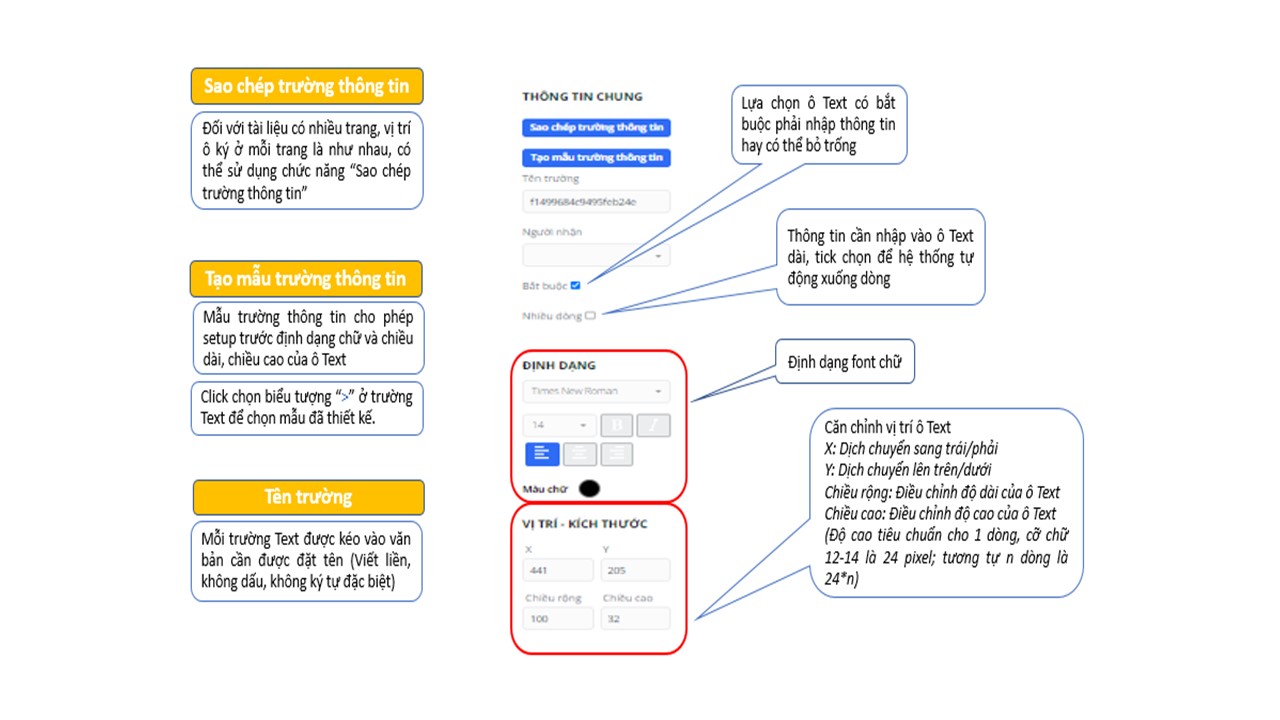 Sao chép trường thông tin
Đối với tài liệu có nhiều trang, vị trí
ô ký ở mỗi trang là như nhau, có
thể sử dụng chức năng “Sao chép
trường thông tin”
Tạo mẫu trường thông tin
Mẫu trường thông tin cho phép
setup trước định dạng chữ và chiều
dài, chiều cao của ô Text
Click chọn biểu tượng “>” ở trường
Text để chọn mẫu đã thiết kế.
Tên trường
Mỗi trường Text được kéo vào văn
bản cần được đặt tên (Viết liền,
không dấu, không ký tự đặc biệt)
THÔNG TIN CHUNG
Sao chép trường thông tin
Tạo mẫu trường thông tin
Tên trường
f1499684c9495feb24e
Người nhận
Bắt buộc
Nhiều dòng
ĐỊNH DẠNG
Times New Roman
14
B
I
Màu chữ
VỊ TRÍ - KÍCH THƯỚC
X
Y
441
205
Chiều rộng
Chiều cao
100
32
Lựa chọn ô Text có bắt
buộc phải nhập thông tin
hay có thể bỏ trống
Thông tin cần nhập vào ô Text
dài, tick chọn để hệ thống tự
động xuống dòng
Định dạng font chữ
Căn chỉnh vị trí ô Text
X: Dịch chuyển sang trái/phải
Y: Dịch chuyển lên trên/dưới
Chiều rộng: Điều chỉnh độ dài của ô Text
Chiều cao: Điều chỉnh độ cao của ô Text
(Độ cao tiêu chuẩn cho 1 dòng, cỡ chữ
12-14 là 24 pixel; tương tự n dòng là
24*n)